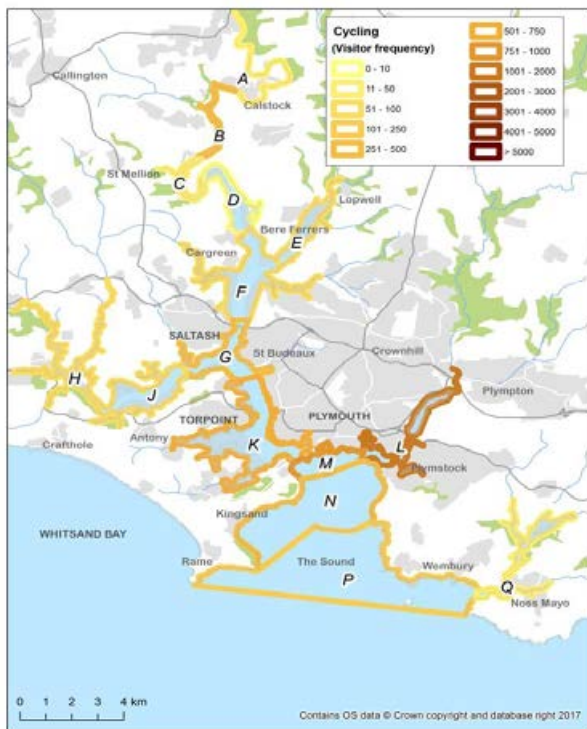 Cycling
(Visitor frequency)
0 - 10
11 - 50
51 - 100
101 - 250
251 - 500
501 - 750
751 - 1000
1001 - 2000
2001 - 3000
3001 - 4000
4001 - 5000
> 5000
Callington
A
Calstock
B
St Mellion
C
D
Lopwell
Bere Ferrers
E
Cargreen
F
SALTASH
G
St Budeaux
Crownhill
H
J
Plympton
TORPOINT
PLYMOUTH
Crafthole
Antony
K
L
M
Plymstock
Kingsand
N
WHITSAND BAY
Rame
The Sound
Wembury
P
Q
Noss Mayo
0 1 2 4 km
Contains OS data © Crown copyright and database right 2017